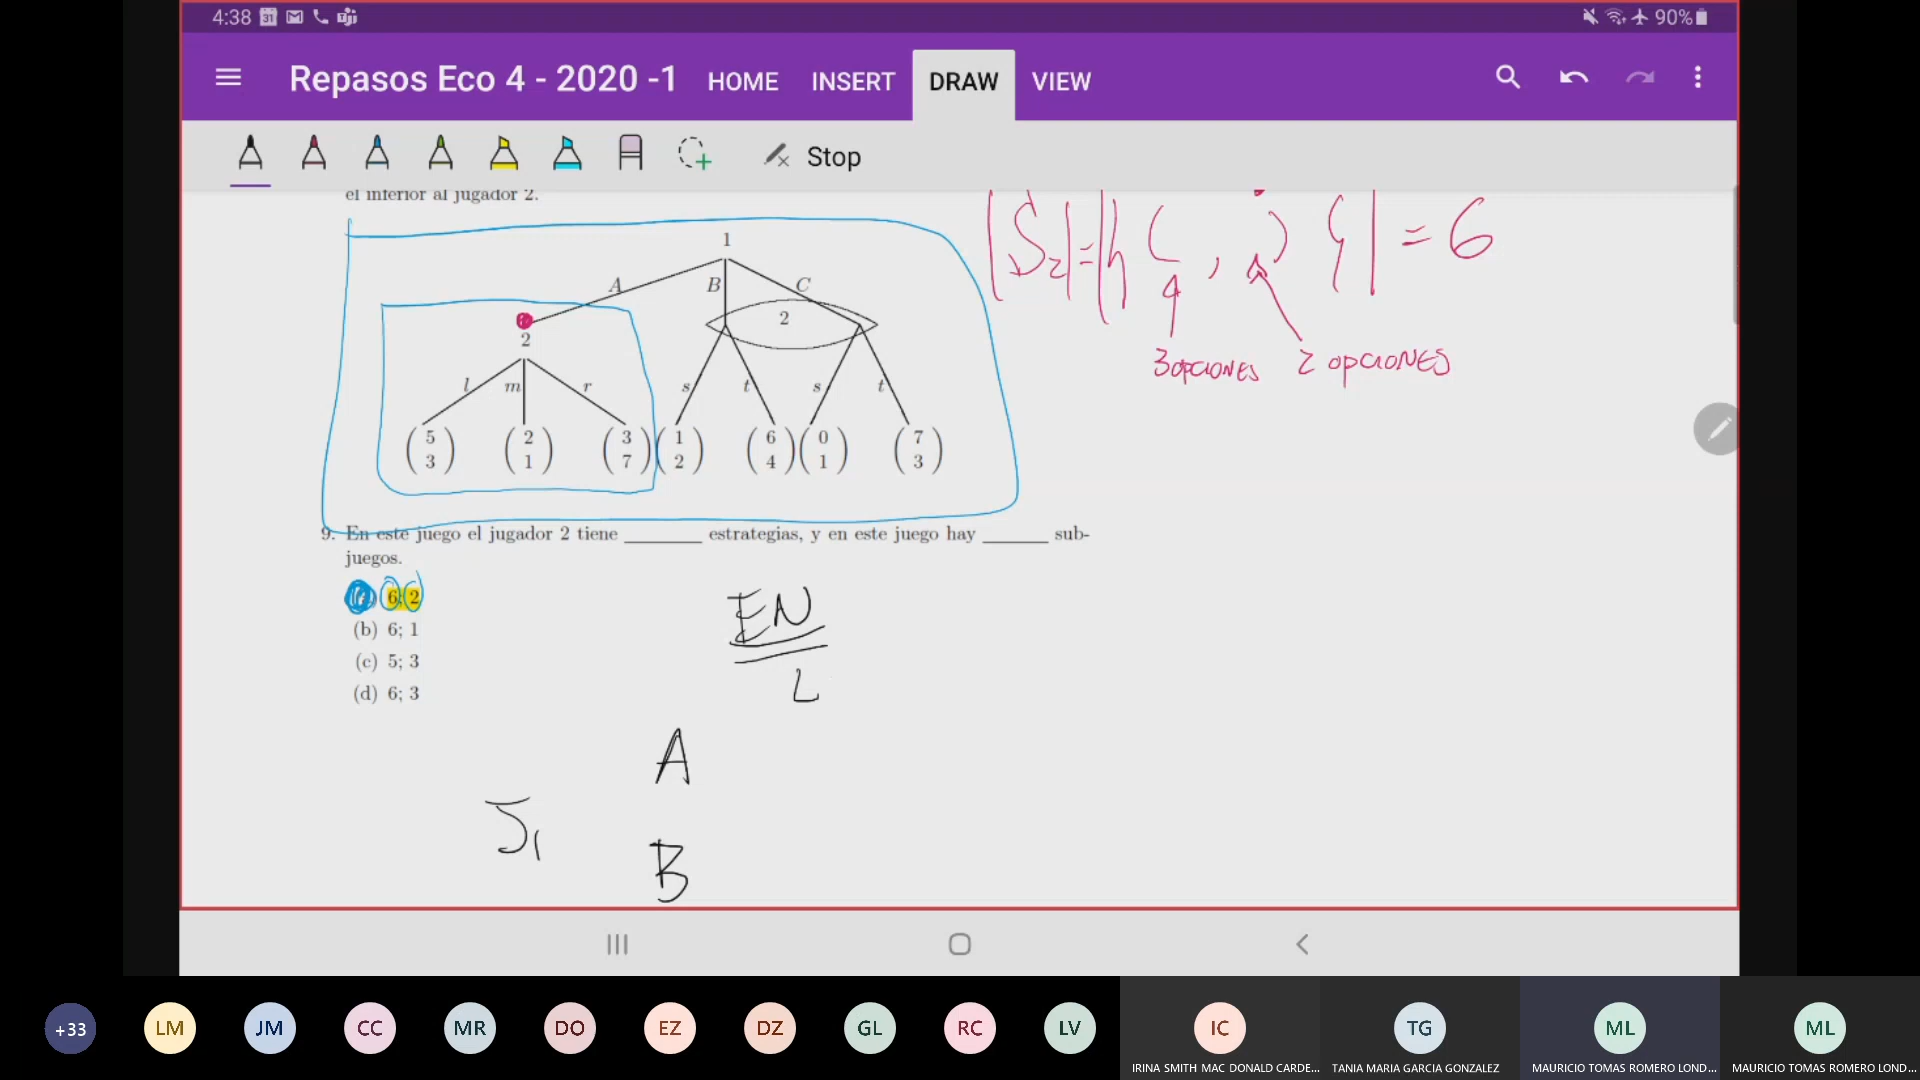 4:38 31 90%
Repasos Eco 4 - 2020 -1 HOME INSERT DRAW VIEW
Stop
el inferior al jugador 2.
|S₂|=|{( , )}| = 6
3 opciones 2 opciones
1
A B C
2 2
l m r s t s t
5 2 3 1 6 0 7
3 1 7 2 4 1 3
9. En este juego el jugador 2 tiene ________ estrategias, y en este juego hay _______ sub-
juegos.
6; 2
(b) 6; 1
(c) 5; 3
(d) 6; 3
EN
L
A
J₁
B
+33 LM JM CC MR DO EZ DZ GL RC LV IC TG ML ML
IRINA SMITH MAC DONALD CARDE... TANIA MARIA GARCIA GONZALEZ MAURICIO TOMAS ROMERO LOND... MAURICIO TOMAS ROMERO LOND...